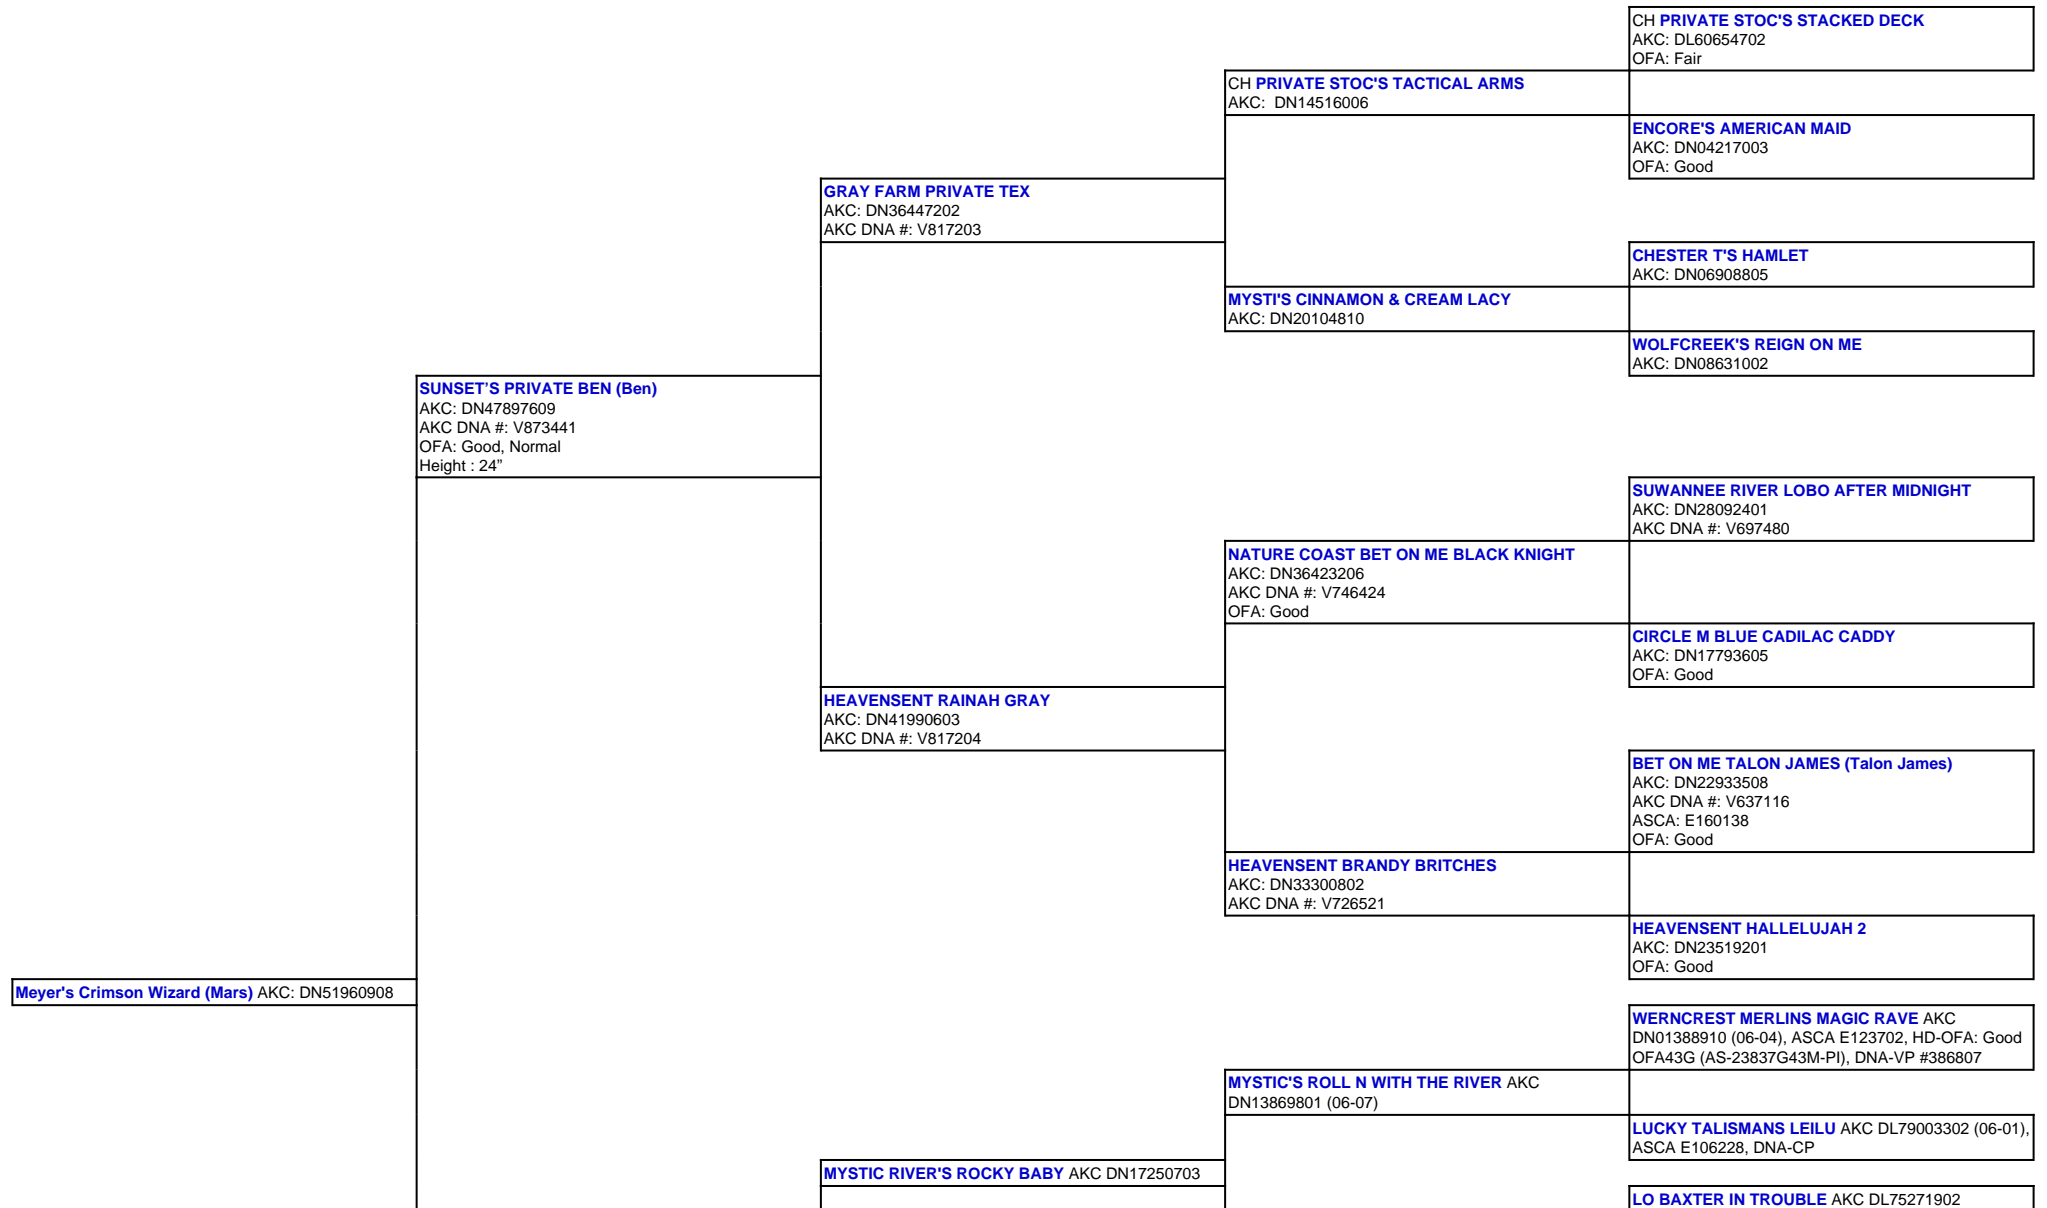 CH PRIVATE STOC'S STACKED DECK
AKC: DL60654702
OFA: Fair
CH PRIVATE STOC'S TACTICAL ARMS
AKC:  DN14516006
ENCORE'S AMERICAN MAID
AKC: DN04217003
OFA: Good
GRAY FARM PRIVATE TEX
AKC: DN36447202
AKC DNA #: V817203
CHESTER T'S HAMLET
AKC: DN06908805
MYSTI'S CINNAMON & CREAM LACY
AKC: DN20104810
WOLFCREEK'S REIGN ON ME
AKC: DN08631002
SUNSET’S PRIVATE BEN (Ben)
AKC: DN47897609
AKC DNA #: V873441
OFA: Good, Normal
Height : 24”
SUWANNEE RIVER LOBO AFTER MIDNIGHT
AKC: DN28092401
AKC DNA #: V697480
NATURE COAST BET ON ME BLACK KNIGHT
AKC: DN36423206
AKC DNA #: V746424
OFA: Good
CIRCLE M BLUE CADILAC CADDY
AKC: DN17793605
OFA: Good
HEAVENSENT RAINAH GRAY
AKC: DN41990603
AKC DNA #: V817204
BET ON ME TALON JAMES (Talon James)
AKC: DN22933508
AKC DNA #: V637116
ASCA: E160138
OFA: Good
HEAVENSENT BRANDY BRITCHES
AKC: DN33300802
AKC DNA #: V726521
HEAVENSENT HALLELUJAH 2
AKC: DN23519201
OFA: Good
Meyer's Crimson Wizard (Mars) AKC: DN51960908
WERNCREST MERLINS MAGIC RAVE AKC
DN01388910 (06-04), ASCA E123702, HD-OFA: Good
OFA43G (AS-23837G43M-PI), DNA-VP #386807
MYSTIC'S ROLL N WITH THE RIVER AKC
DN13869801 (06-07)
LUCKY TALISMANS LEILU AKC DL79003302 (06-01),
ASCA E106228, DNA-CP
MYSTIC RIVER'S ROCKY BABY AKC DN17250703
LO BAXTER IN TROUBLE AKC DL75271902